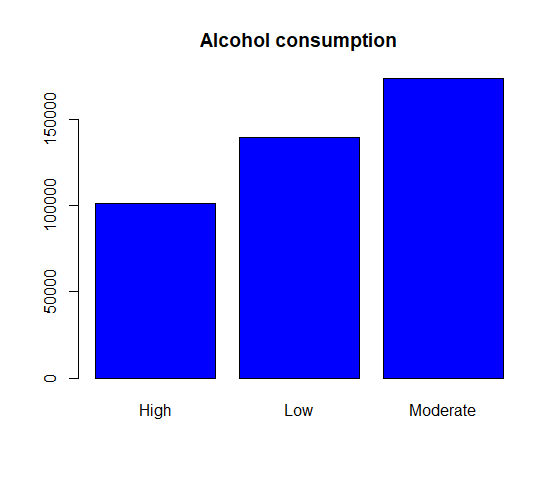 Alcohol consumption
150000
100000
50000
0
High Low Moderate